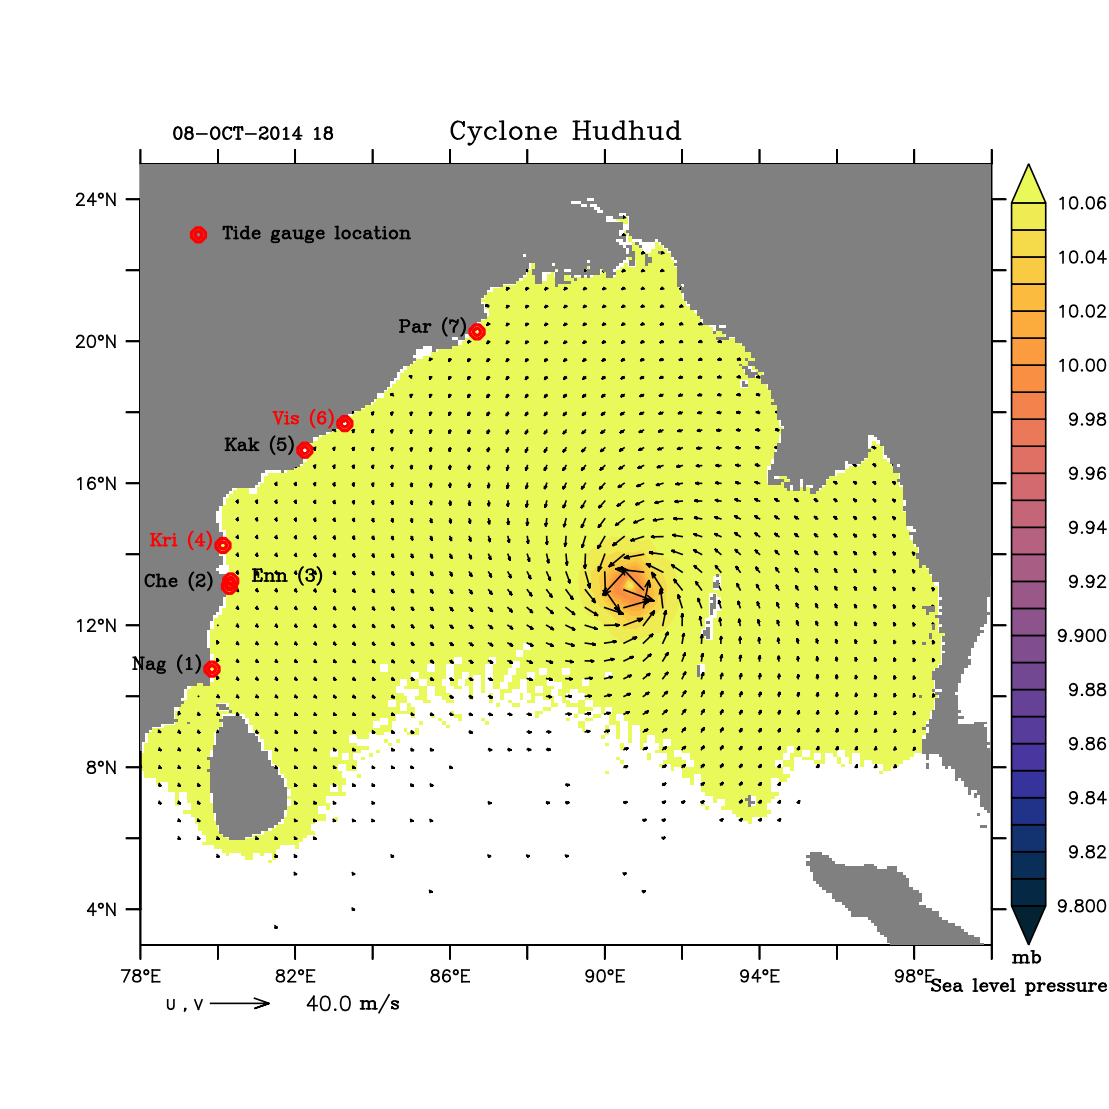 08-OCT-2014 18
Cyclone Hudhud
24°N
20°N
16°N
12°N
8°N
4°N
Tide gauge location
Par (7)
Vis (6)
Kak (5)
Kri (4)
Enn (3)
Che (2)
Nag (1)
78°E
82°E
86°E
90°E
94°E
98°E
U , V
40.0 m/s
10.06
10.04
10.02
10.00
9.98
9.96
9.94
9.92
9.900
9.88
9.86
9.84
9.82
9.800
mb
Sea level pressure